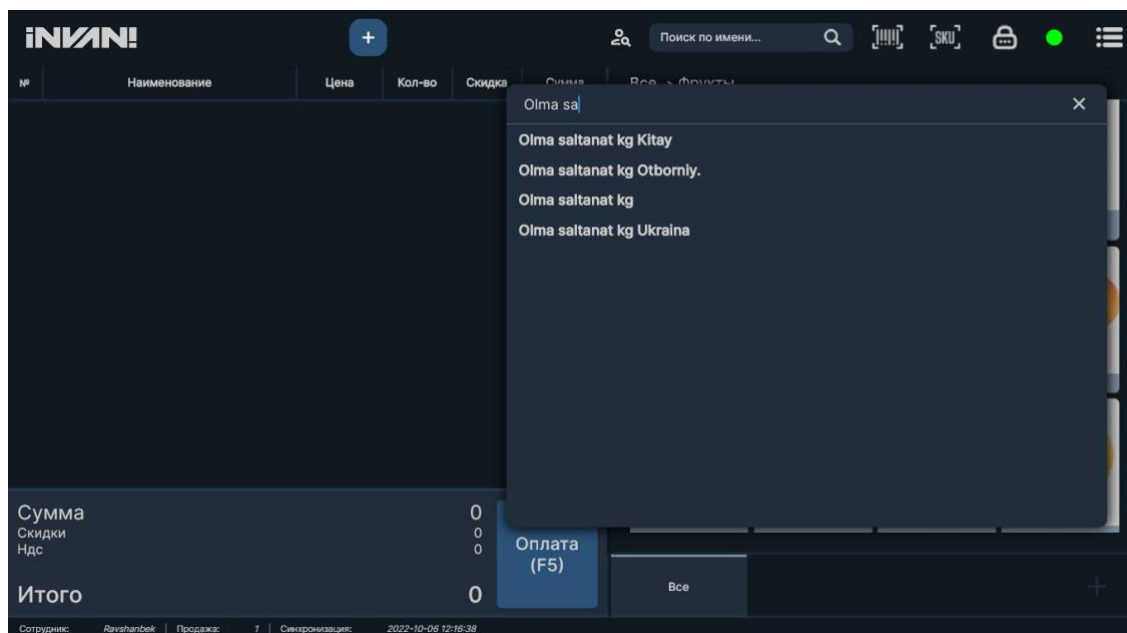 iNVAN!
+
Поиск по имени...
[SKU]
№ Наименование Цена Кол-во Скидка Сумма
Все > Фрукты
Olma sa
Olma saltanat kg Kitay
Olma saltanat kg Otborniy.
Olma saltanat kg
Olma saltanat kg Ukraina
Сумма 0
Скидки 0
Ндс 0
Итого 0
Оплата
(F5)
Все
Сотрудник: Ravshanbek | Продажа: 1 | Синхронизация: 2022-10-06 12:16:38